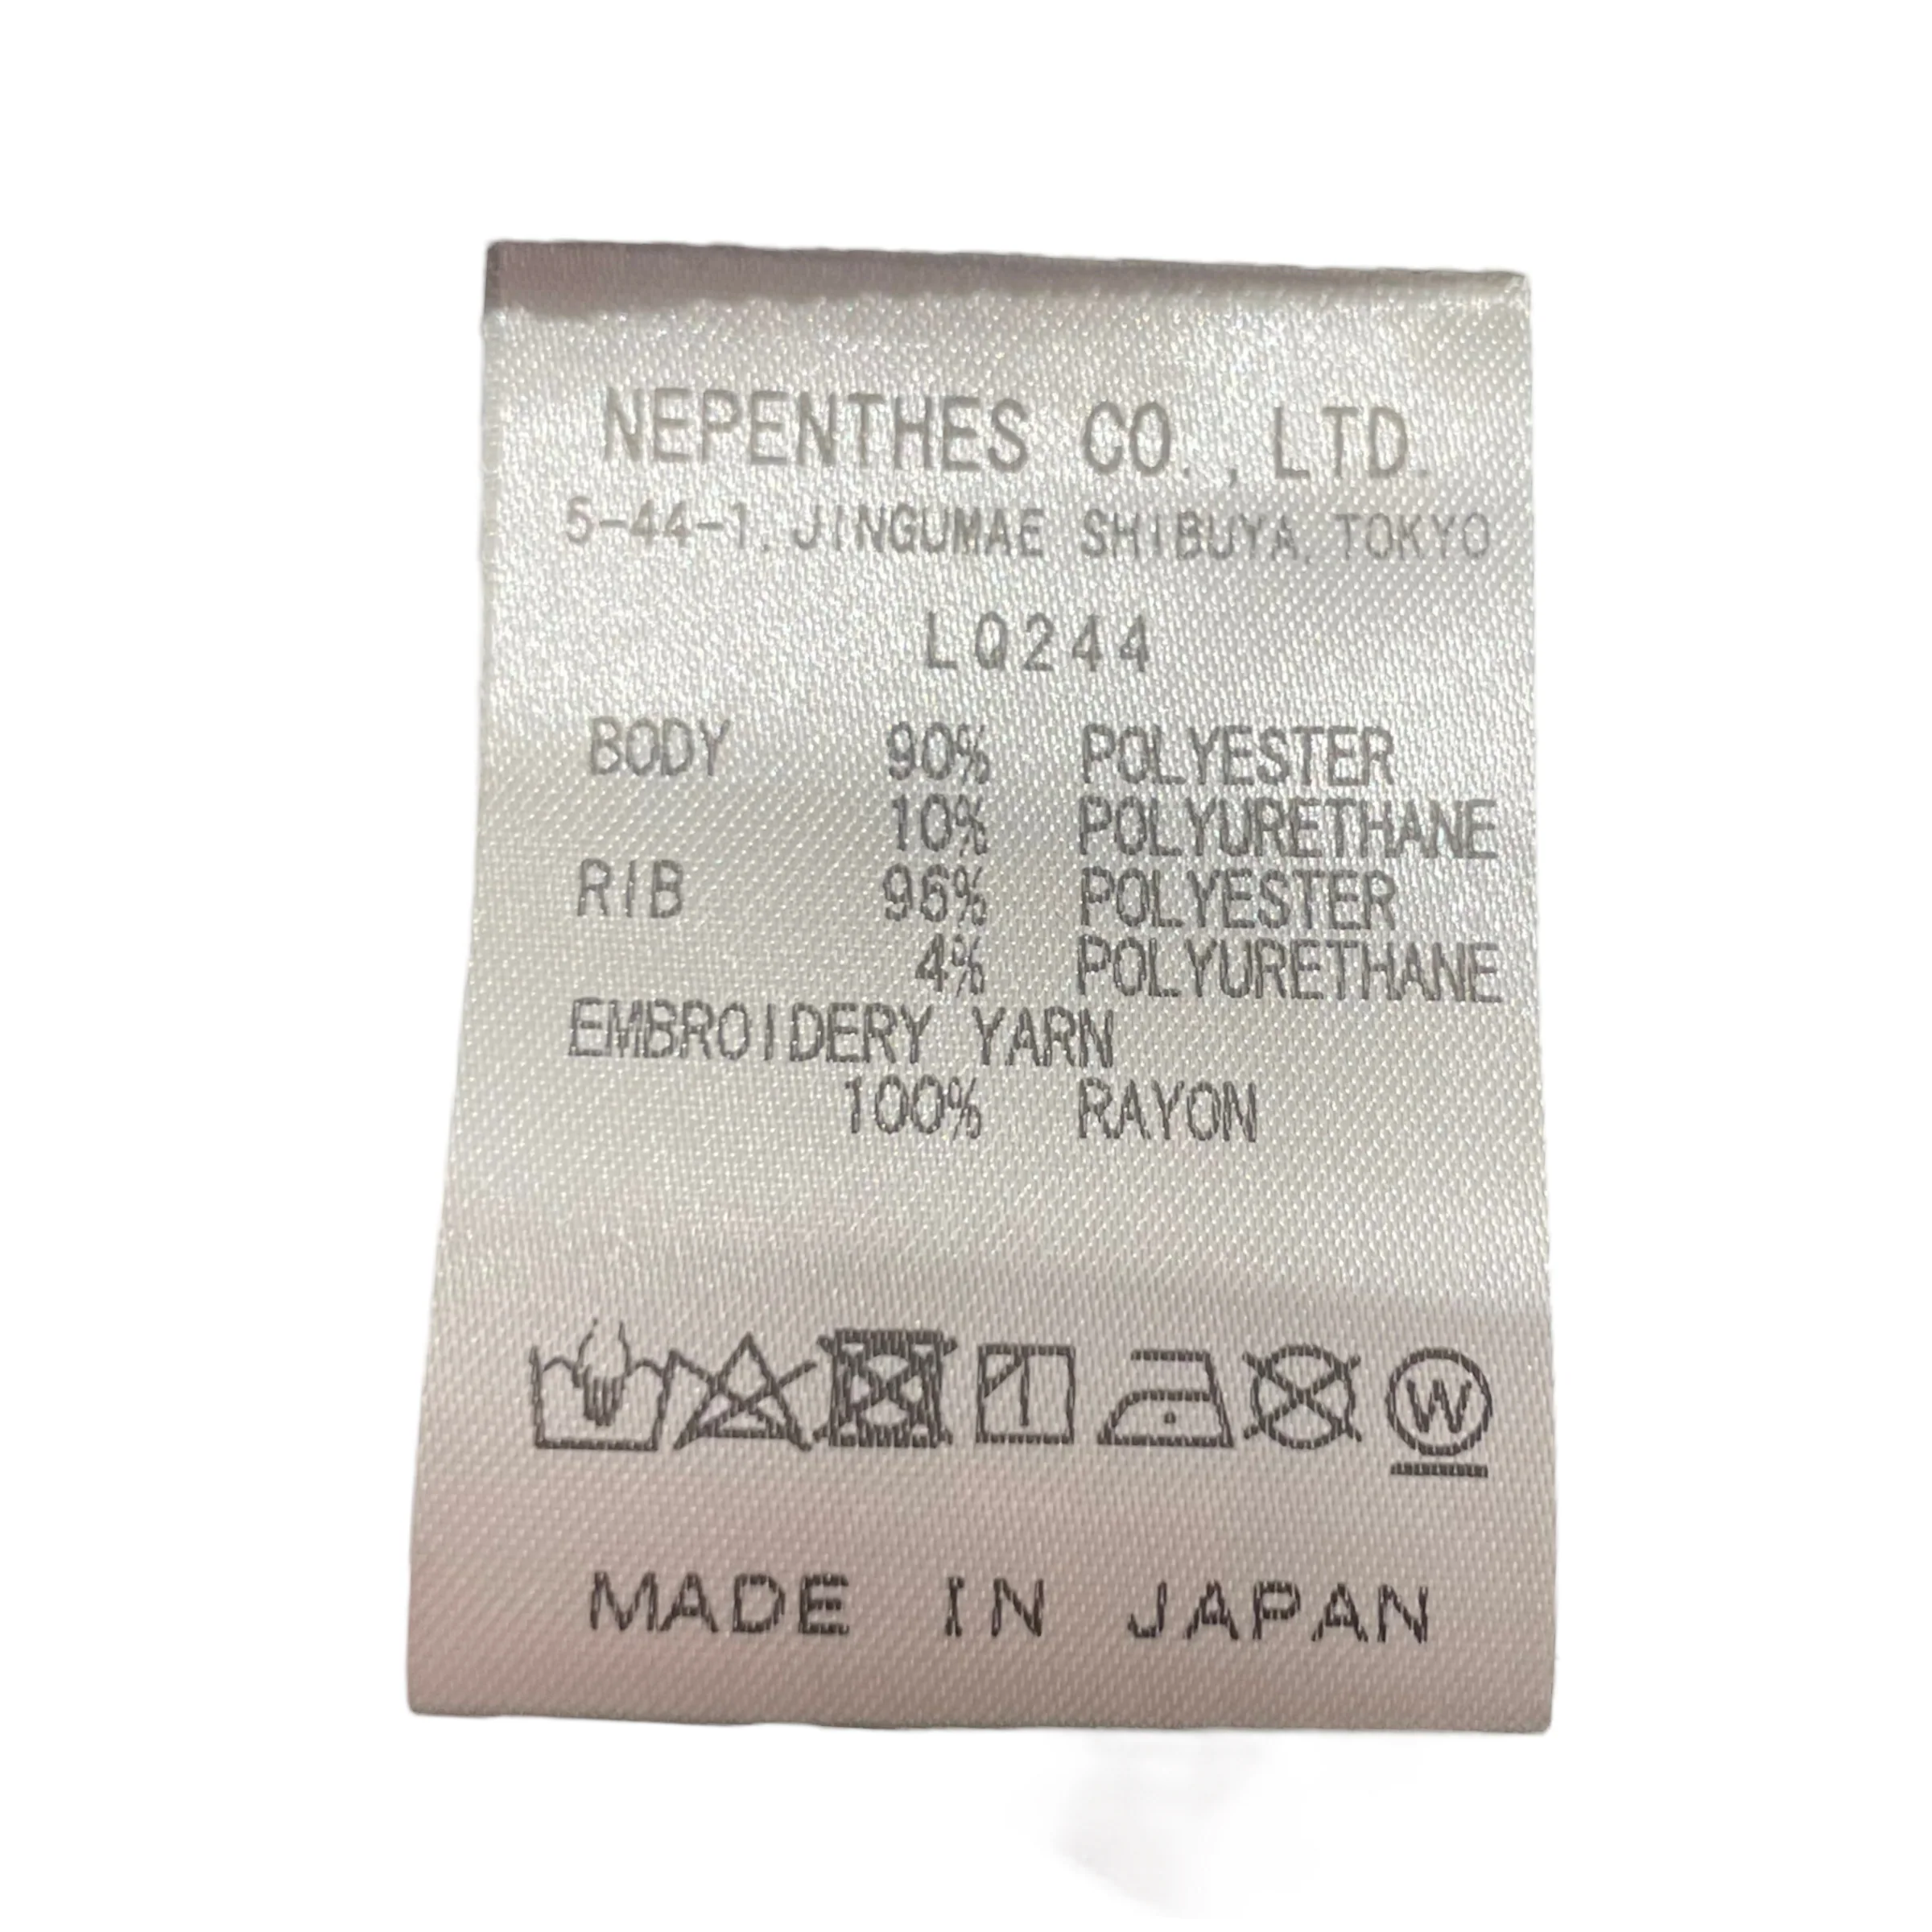 NEPENTHES CO., LTD.
5-44-1, JINGUMAE SHIBUYA, TOKYO
LQ244
BODY 90% POLYESTER
10% POLYURETHANE
RIB 96% POLYESTER
4% POLYURETHANE
EMBROIDERY YARN
100% RAYON
W
MADE IN JAPAN